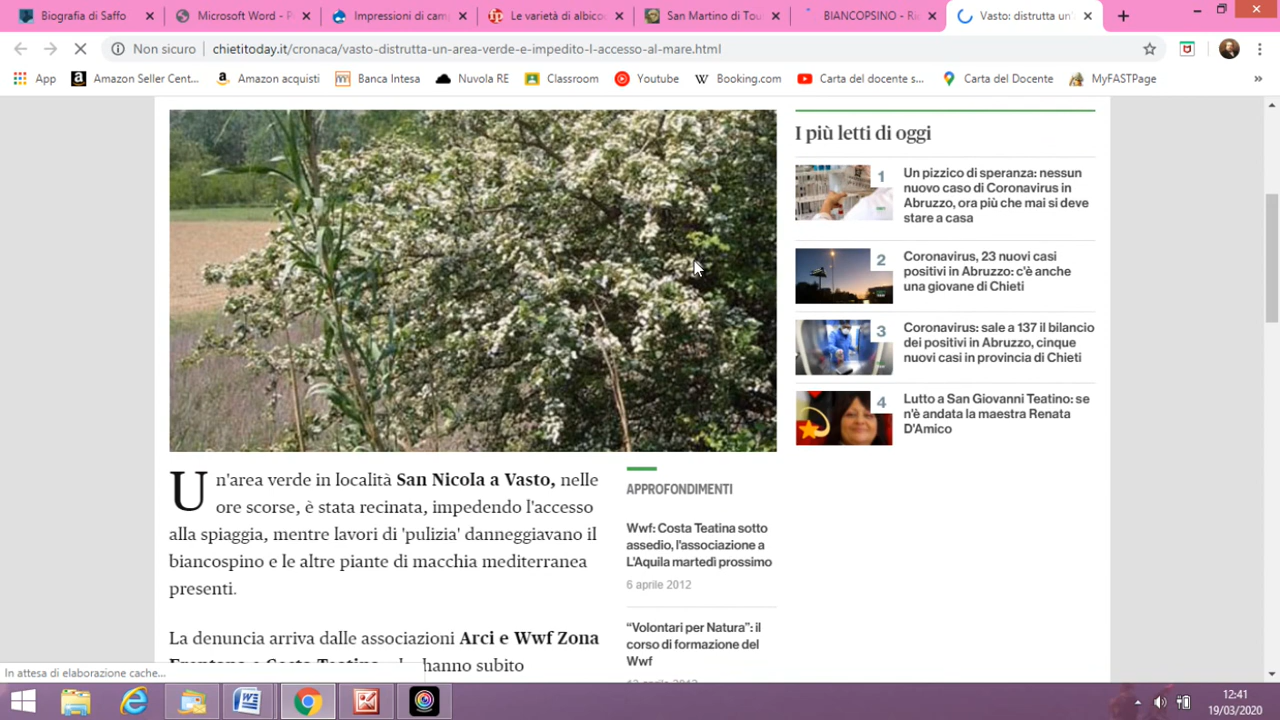 Biografia di Saffo
Microsoft Word - P
Impressioni di cam
Le varietà di albico
San Martino di Tou
BIANCOPSINO - Ri
Vasto: distrutta un'
Non sicuro
chietitoday.it/cronaca/vasto-distrutta-un-area-verde-e-impedito-l-accesso-al-mare.html
App
Amazon Seller Cent...
Amazon acquisti
Banca Intesa
Nuvola RE
Classroom
Youtube
Booking.com
Carta del docente s...
Carta del Docente
MyFASTPage
»
I più letti di oggi
1
Un pizzico di speranza: nessun
nuovo caso di Coronavirus in
Abruzzo, ora più che mai si deve
stare a casa
2
Coronavirus, 23 nuovi casi
positivi in Abruzzo: c'è anche
una giovane di Chieti
3
Coronavirus: sale a 137 il bilancio
dei positivi in Abruzzo, cinque
nuovi casi in provincia di Chieti
4
Lutto a San Giovanni Teatino: se
n'è andata la maestra Renata
D'Amico
Un'area verde in località San Nicola a Vasto, nelle
ore scorse, è stata recinata, impedendo l'accesso
alla spiaggia, mentre lavori di 'pulizia' danneggiavano il
biancospino e le altre piante di macchia mediterranea
presenti.
La denuncia arriva dalle associazioni Arci e Wwf Zona
hanno subito
APPROFONDIMENTI
Wwf: Costa Teatina sotto
assedio, l'associazione a
L'Aquila martedì prossimo
6 aprile 2012
“Volontari per Natura”: il
corso di formazione del
Wwf
In attesa di elaborazione cache...
12:41
19/03/2020